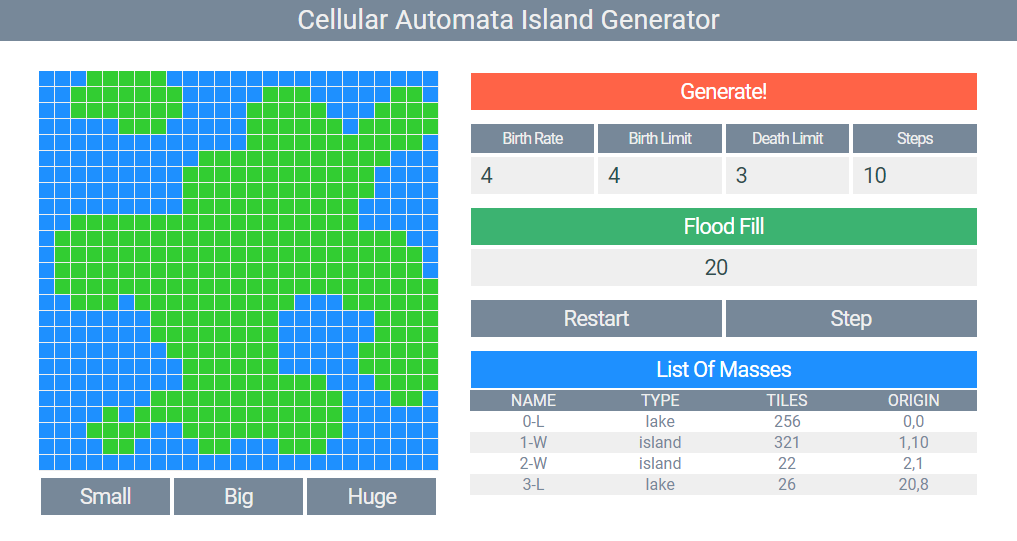 Cellular Automata Island Generator
Generate!
Birth Rate Birth Limit Death Limit Steps
4 4 3 10
Flood Fill
20
Restart Step
List Of Masses
NAME TYPE TILES ORIGIN
0-L lake 256 0,0
1-W island 321 1,10
2-W island 22 2,1
3-L lake 26 20,8
Small Big Huge